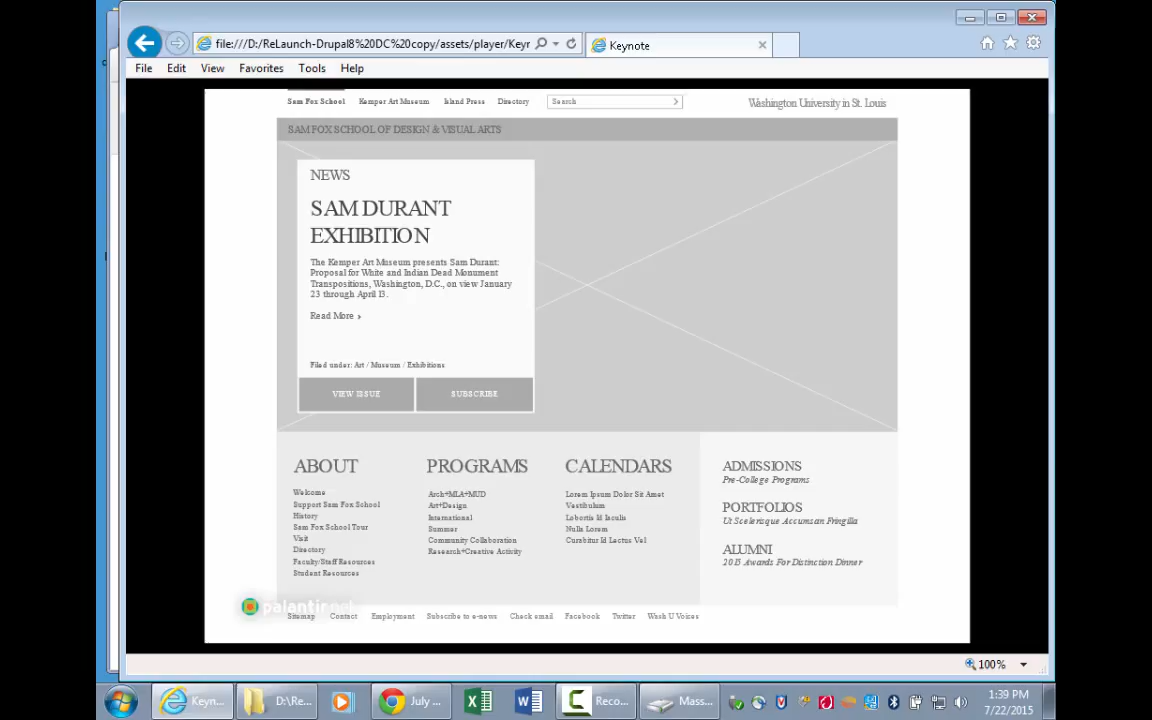 file:///D:/ReLaunch-Drupal8%20DC%20copy/assets/player/Keyr
Keynote
File Edit View Favorites Tools Help
Sam Fox School Kemper Art Museum Island Press Directory Search Washington University in St. Louis
SAM FOX SCHOOL OF DESIGN & VISUAL ARTS
NEWS
SAM DURANT
EXHIBITION
The Kemper Art Museum presents Sam Durant:
Proposal for White and Indian Dead Monument
Transpositions, Washington, D.C., on view January
23 through April 13.
Read More ›
Filed under: Art / Museum / Exhibitions
VIEW ISSUE SUBSCRIBE
ABOUT
Welcome
Support Sam Fox School
History
Sam Fox School Tour
Visit
Directory
Faculty/Staff Resources
Student Resources
PROGRAMS
Arch+MLA+MUD
Art+Design
International
Summer
Community Collaboration
Research+Creative Activity
CALENDARS
Lorem Ipsum Dolor Sit Amet
Vestibulum
Lobortis Id Iaculis
Nulla Lorem
Curabitur Id Lectus Vel
ADMISSIONS
Pre-College Programs
PORTFOLIOS
Ut Scelerisque Accumsan Fringilla
ALUMNI
2015 Awards For Distinction Dinner
palantir.net
Sitemap Contact Employment Subscribe to e-news Check email Facebook Twitter Wash U Voices
100%
Keyn... D:\Re... July ... Reco... Mass...
1:39 PM
7/22/2015